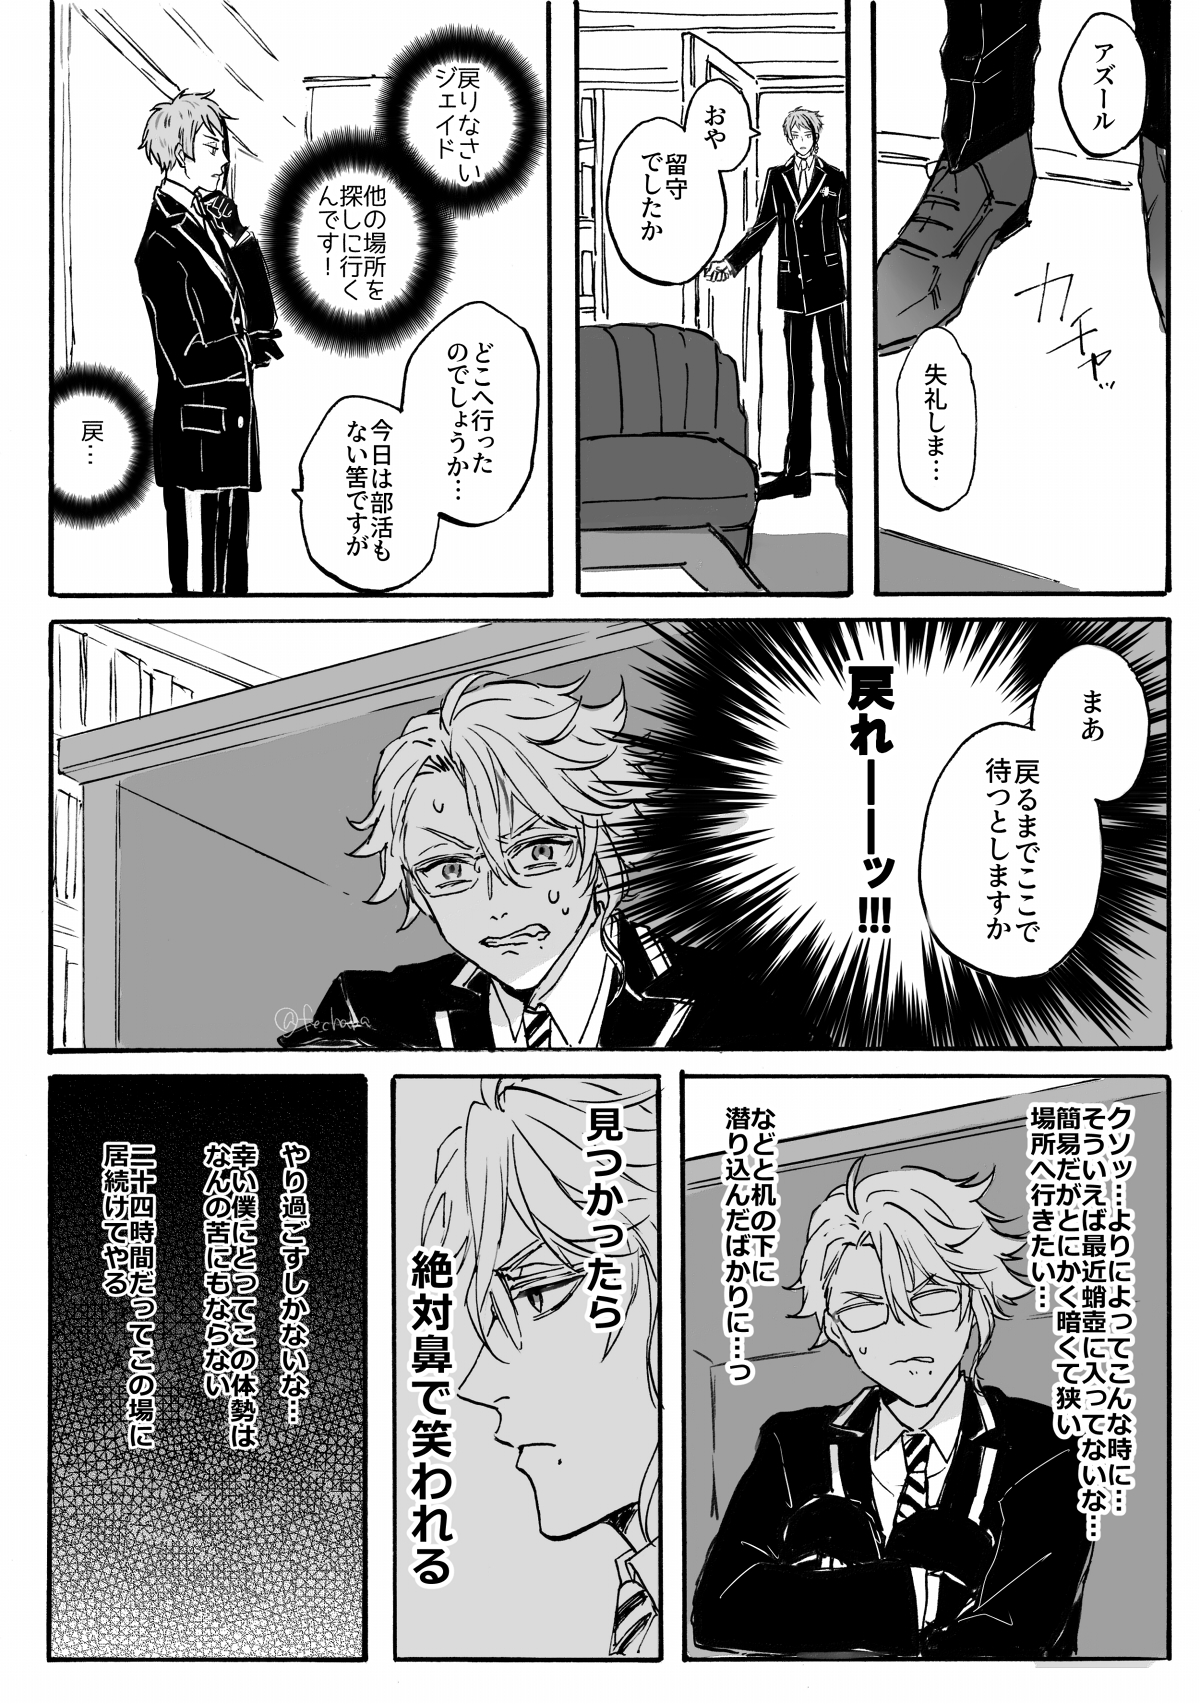 アズール
ガチャッ
失礼しま…
おや
留守
でしたか
戻りなさい
ジェイド
他の場所を
探しに行く
んです！
どこへ行った
のでしょうか…
今日は部活も
ない筈ですが
戻…
まあ
戻るまでここで
待つとしますか
戻れーーーッ!!!
@fechaka
クソッ…よりによってこんな時に…
そういえば最近蛸壺に入ってないな…
簡易だがとにかく暗くて狭い
場所へ行きたい…
などと机の下に
潜り込んだばかりに…っ
見つかったら
絶対鼻で笑われる
やり過ごすしかないな…
幸い僕にとってこの体勢は
なんの苦にもならない
二十四時間だってこの場に
居続けてやる